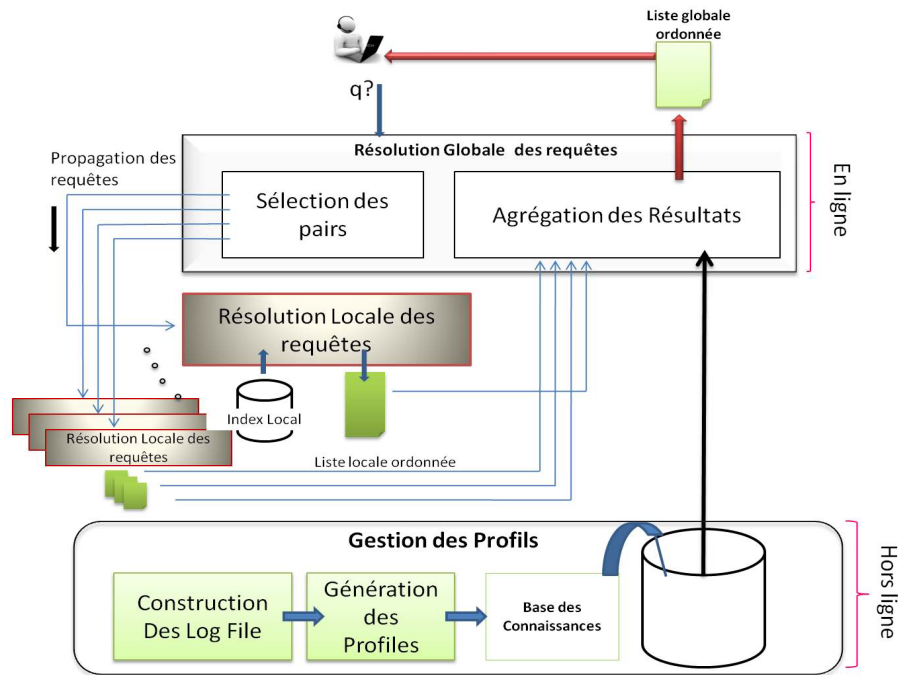 Liste globale
ordonnée
q?
Résolution Globale des requêtes
Propagation des
requêtes
Sélection des
pairs
Agrégation des Résultats
En ligne
Résolution Locale des
requêtes
Index Local
Résolution Locale des
requêtes
Liste locale ordonnée
Gestion des Profils
Construction
Des Log File
Génération
des
Profiles
Base des
Connaissances
Hors ligne